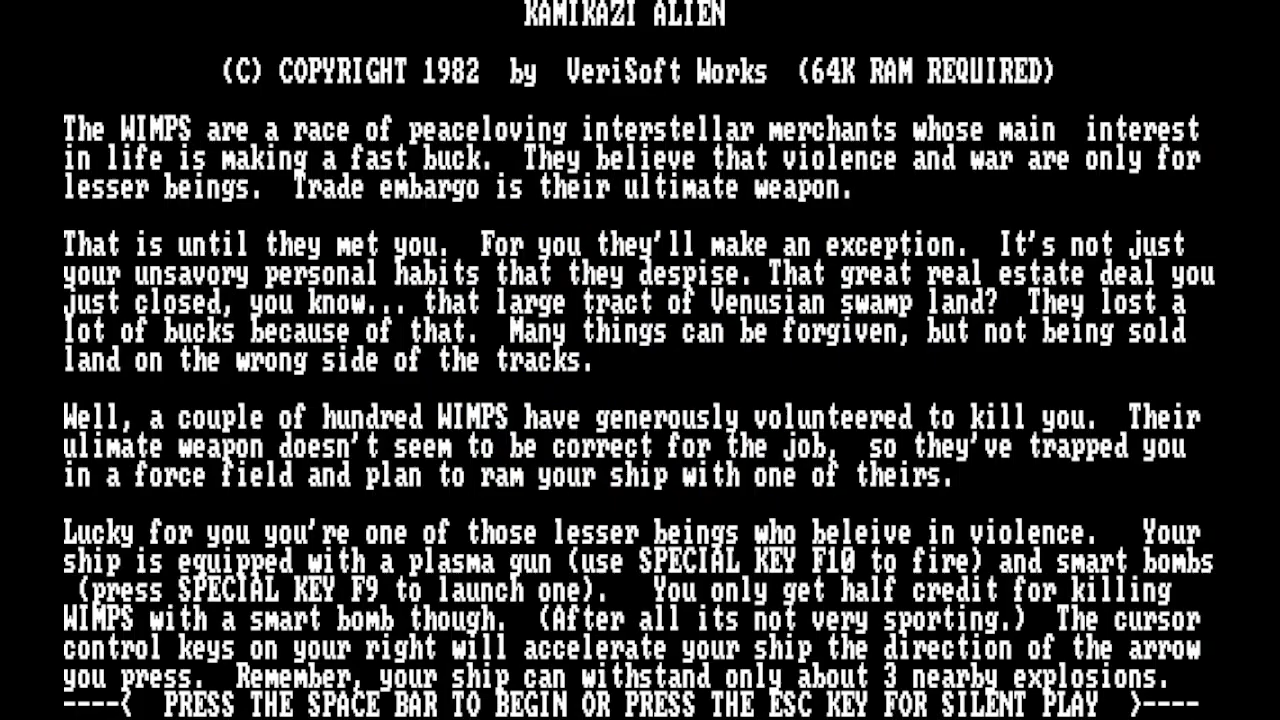 KAMIKAZI ALIEN
(C) COPYRIGHT 1982  by  VeriSoft Works  (64K RAM REQUIRED)
The WIMPS are a race of peaceloving interstellar merchants whose main  interest
in life is making a fast buck.  They believe that violence and war are only for
lesser beings.  Trade embargo is their ultimate weapon.
That is until they met you.  For you they'll make an exception.  It's not just
your unsavory personal habits that they despise. That great real estate deal you
just closed, you know... that large tract of Venusian swamp land?  They lost a
lot of bucks because of that.  Many things can be forgiven, but not being sold
land on the wrong side of the tracks.
Well, a couple of hundred WIMPS have generously volunteered to kill you.  Their
ulimate weapon doesn't seem to be correct for the job,  so they've trapped you
in a force field and plan to ram your ship with one of theirs.
Lucky for you you're one of those lesser beings who beleive in violence.   Your
ship is equipped with a plasma gun (use SPECIAL KEY F10 to fire) and smart bombs
(press SPECIAL KEY F9 to launch one).   You only get half credit for killing
WIMPS with a smart bomb though.  (After all its not very sporting.)  The cursor
control keys on your right will accelerate your ship the direction of the arrow
you press.  Remember, your ship can withstand only about 3 nearby explosions.
----(  PRESS THE SPACE BAR TO BEGIN OR PRESS THE ESC KEY FOR SILENT PLAY  )----